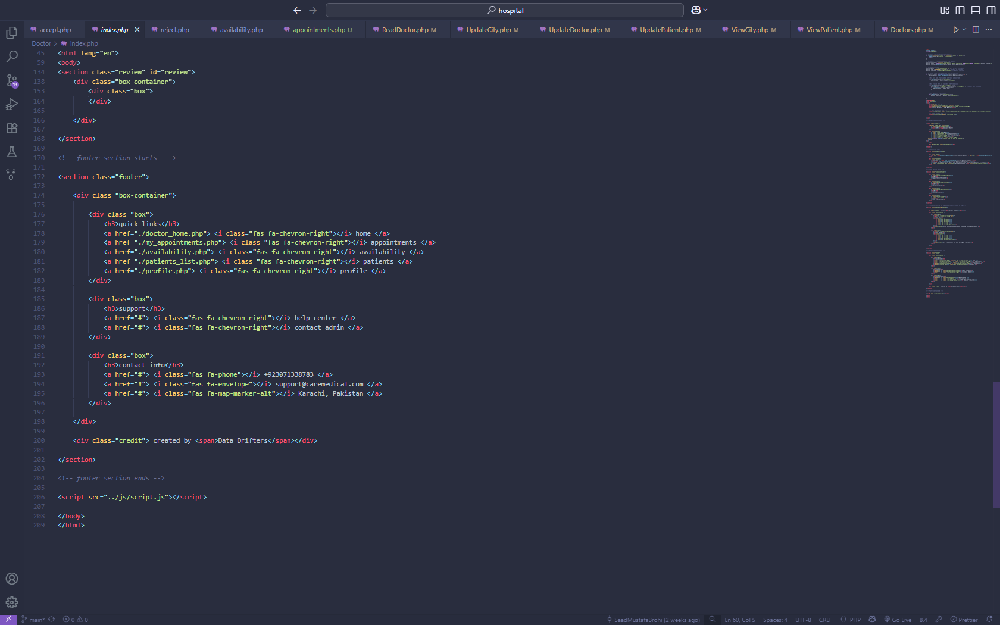 hospital
accept.php
index.php
reject.php
availability.php
appointments.php U
ReadDoctor.php M
UpdateCity.php M
UpdateDoctor.php M
UpdatePatient.php M
ViewCity.php M
ViewPatient.php M
Doctors.php M
Doctor > index.php
45 <html lang="en">
59 <body>
134 <section class="review" id="review">
138 <div class="box-container">
153 <div class="box">
164 </div>
165
166 </div>
167
168 </section>
169
170 <!-- footer section starts  -->
171
172 <section class="footer">
173
174 <div class="box-container">
175
176 <div class="box">
177 <h3>quick links</h3>
178 <a href="./doctor_home.php"> <i class="fas fa-chevron-right"></i> home </a>
179 <a href="./my_appointments.php"> <i class="fas fa-chevron-right"></i> appointments </a>
180 <a href="./availability.php"> <i class="fas fa-chevron-right"></i> availability </a>
181 <a href="./patients_list.php"> <i class="fas fa-chevron-right"></i> patients </a>
182 <a href="./profile.php"> <i class="fas fa-chevron-right"></i> profile </a>
183 </div>
184
185 <div class="box">
186 <h3>support</h3>
187 <a href="#"> <i class="fas fa-chevron-right"></i> help center </a>
188 <a href="#"> <i class="fas fa-chevron-right"></i> contact admin </a>
189 </div>
190
191 <div class="box">
192 <h3>contact info</h3>
193 <a href="#"> <i class="fas fa-phone"></i> +923071338783 </a>
194 <a href="#"> <i class="fas fa-envelope"></i> support@caremedical.com </a>
195 <a href="#"> <i class="fas fa-map-marker-alt"></i> Karachi, Pakistan </a>
196 </div>
197
198 </div>
199
200 <div class="credit"> created by <span>Data Drifters</span></div>
201
202 </section>
203
204 <!-- footer section ends -->
205
206 <script src="../js/script.js"></script>
207
208 </body>
209 </html>
13
main* 0 0 SaadMustafaBrohi (2 weeks ago) Ln 60, Col 5 Spaces: 4 UTF-8 CRLF {} PHP Go Live 8.4 Prettier